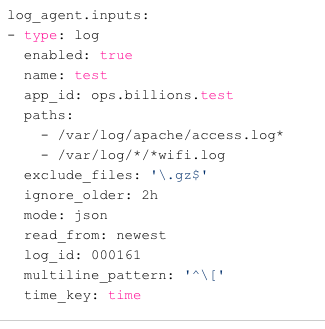 log_agent.inputs:
- type: log
enabled: true
name: test
app_id: ops.billions.test
paths:
- /var/log/apache/access.log*
- /var/log/*/*wifi.log
exclude_files: '\.gz$'
ignore_older: 2h
mode: json
read_from: newest
log_id: 000161
multiline_pattern: '^\['
time_key: time